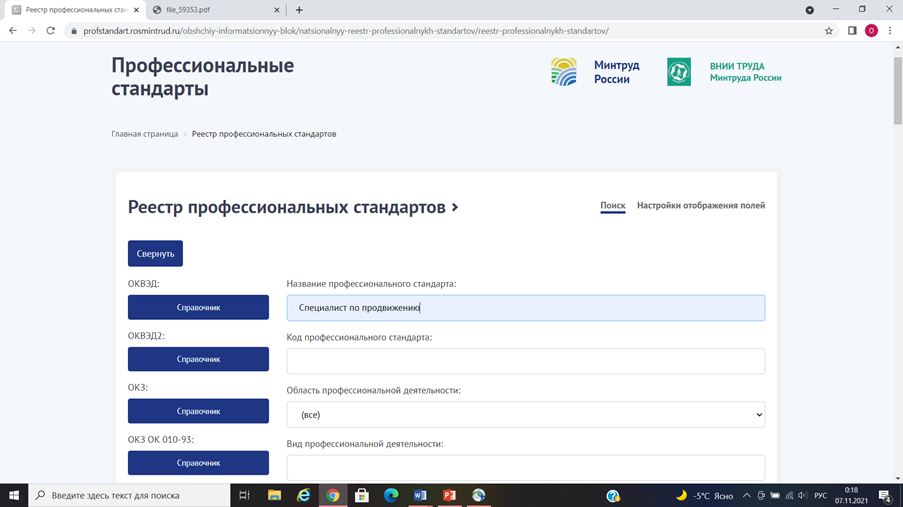 Реестр профессиональных стан
file_59353.pdf
profstandart.rosmintrud.ru/obshchiy-informatsionnyy-blok/natsionalnyy-reestr-professionalnykh-standartov/reestr-professionalnykh-standartov/
O
Профессиональные
стандарты
Минтруд
России
ВНИИ ТРУДА
Минтруда России
Главная страница
Реестр профессиональных стандартов
Реестр профессиональных стандартов
Поиск
Настройки отображения полей
Свернуть
ОКВЭД:
Справочник
Название профессионального стандарта:
Специалист по продвижению
ОКВЭД2:
Справочник
Код профессионального стандарта:
ОКЗ:
Справочник
Область профессиональной деятельности:
(все)
ОКЗ ОК 010-93:
Справочник
Вид профессиональной деятельности:
Введите здесь текст для поиска
-5°C Ясно
РУС
0:18
07.11.2021
4